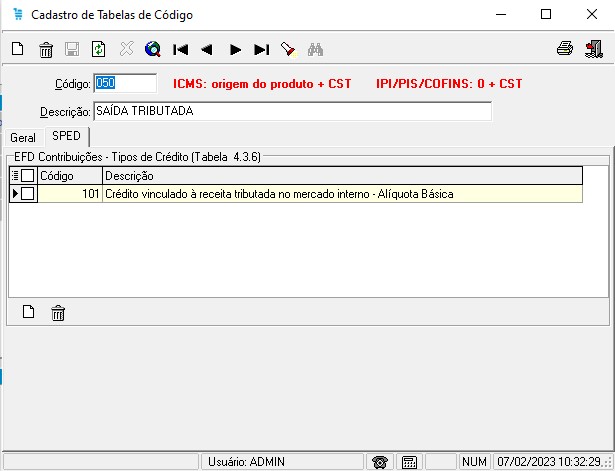 Cadastro de Tabelas de Código
Código: 050 ICMS: origem do produto + CST IPI/PIS/COFINS: 0 + CST
Descrição: SAÍDA TRIBUTADA
Geral SPED
EFD Contribuições - Tipos de Crédito (Tabela 4.3.6)
Código Descrição
101 Crédito vinculado à receita tributada no mercado interno - Alíquota Básica
Usuário: ADMIN NUM 07/02/2023 10:32:29